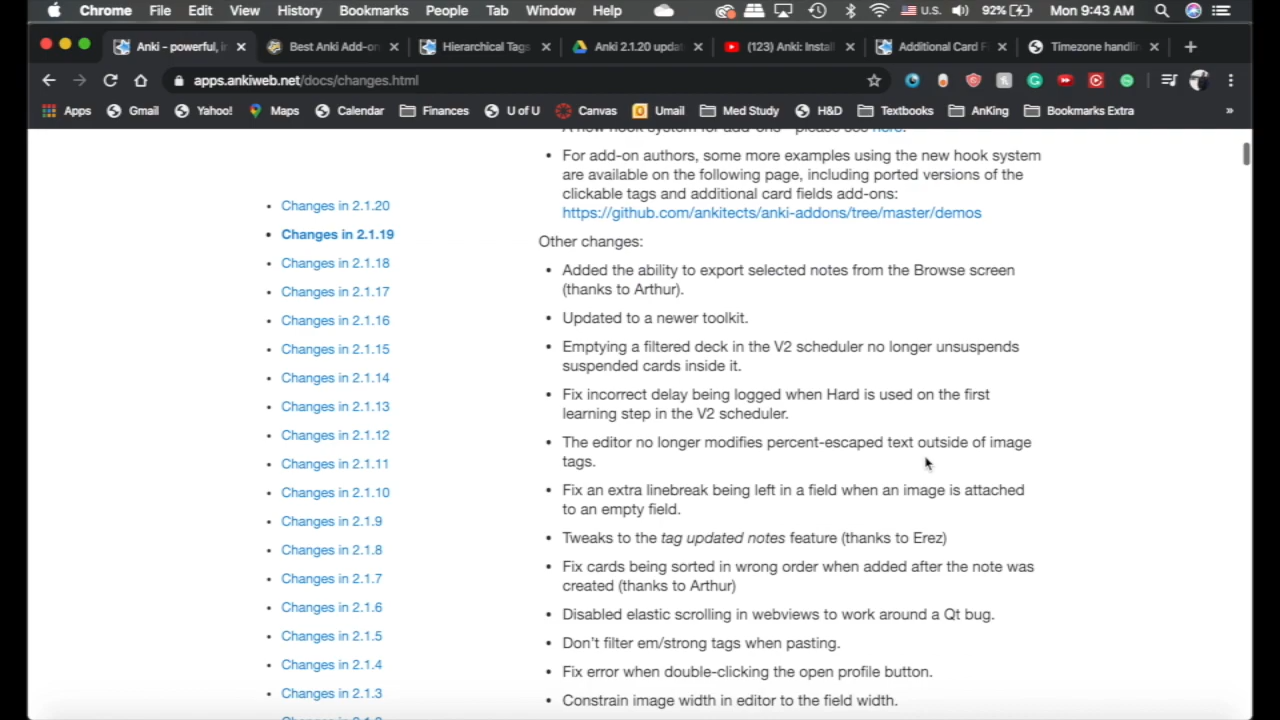 Chrome File Edit View History Bookmarks People Tab Window Help U.S. 92% Mon 9:43 AM
Anki - powerful, i Best Anki Add-on Hierarchical Tags Anki 2.1.20 upda (123) Anki: Install Additional Card F Timezone handli
apps.ankiweb.net/docs/changes.html
Apps Gmail Yahoo! Maps Calendar Finances U of U Canvas Umail Med Study H&D Textbooks AnKing Bookmarks Extra »
A new hook system for add-ons - please see here.
• For add-on authors, some more examples using the new hook system
are available on the following page, including ported versions of the
clickable tags and additional card fields add-ons:
https://github.com/ankitects/anki-addons/tree/master/demos
Other changes:
• Added the ability to export selected notes from the Browse screen
(thanks to Arthur).
• Updated to a newer toolkit.
• Emptying a filtered deck in the V2 scheduler no longer unsuspends
suspended cards inside it.
• Fix incorrect delay being logged when Hard is used on the first
learning step in the V2 scheduler.
• The editor no longer modifies percent-escaped text outside of image
tags.
• Fix an extra linebreak being left in a field when an image is attached
to an empty field.
• Tweaks to the tag updated notes feature (thanks to Erez)
• Fix cards being sorted in wrong order when added after the note was
created (thanks to Arthur)
• Disabled elastic scrolling in webviews to work around a Qt bug.
• Don't filter em/strong tags when pasting.
• Fix error when double-clicking the open profile button.
• Constrain image width in editor to the field width.
• Changes in 2.1.20
• Changes in 2.1.19
• Changes in 2.1.18
• Changes in 2.1.17
• Changes in 2.1.16
• Changes in 2.1.15
• Changes in 2.1.14
• Changes in 2.1.13
• Changes in 2.1.12
• Changes in 2.1.11
• Changes in 2.1.10
• Changes in 2.1.9
• Changes in 2.1.8
• Changes in 2.1.7
• Changes in 2.1.6
• Changes in 2.1.5
• Changes in 2.1.4
• Changes in 2.1.3